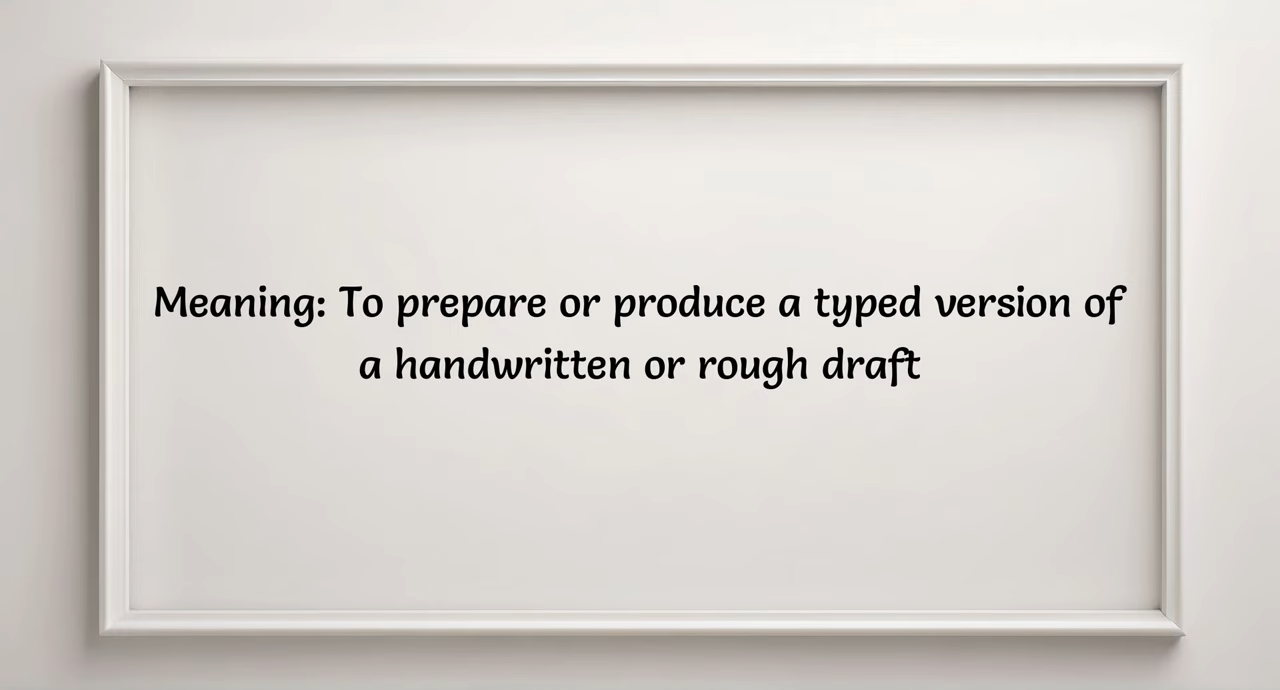 Meaning: To prepare or produce a typed version of
a handwritten or rough draft